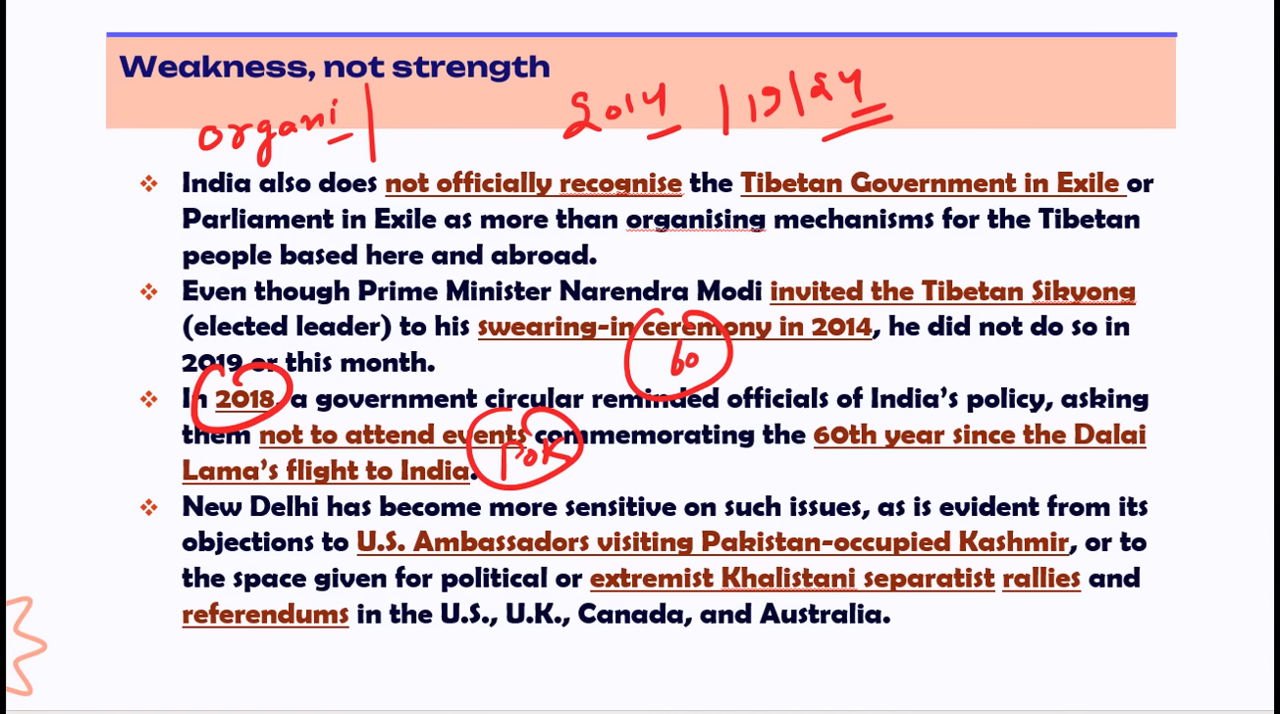 Weakness, not strength
organi | 2014 | 19 | 24
India also does not officially recognise the Tibetan Government in Exile or
Parliament in Exile as more than organising mechanisms for the Tibetan
people based here and abroad.
Even though Prime Minister Narendra Modi invited the Tibetan Sikyong
(elected leader) to his swearing-in ceremony in 2014, he did not do so in
60
2019 or this month.
In 2018, a government circular reminded officials of India's policy, asking
them not to attend events commemorating the 60th year since the Dalai
POK
Lama's flight to India.
New Delhi has become more sensitive on such issues, as is evident from its
objections to U.S. Ambassadors visiting Pakistan-occupied Kashmir, or to
the space given for political or extremist Khalistani separatist rallies and
referendums in the U.S., U.K., Canada, and Australia.